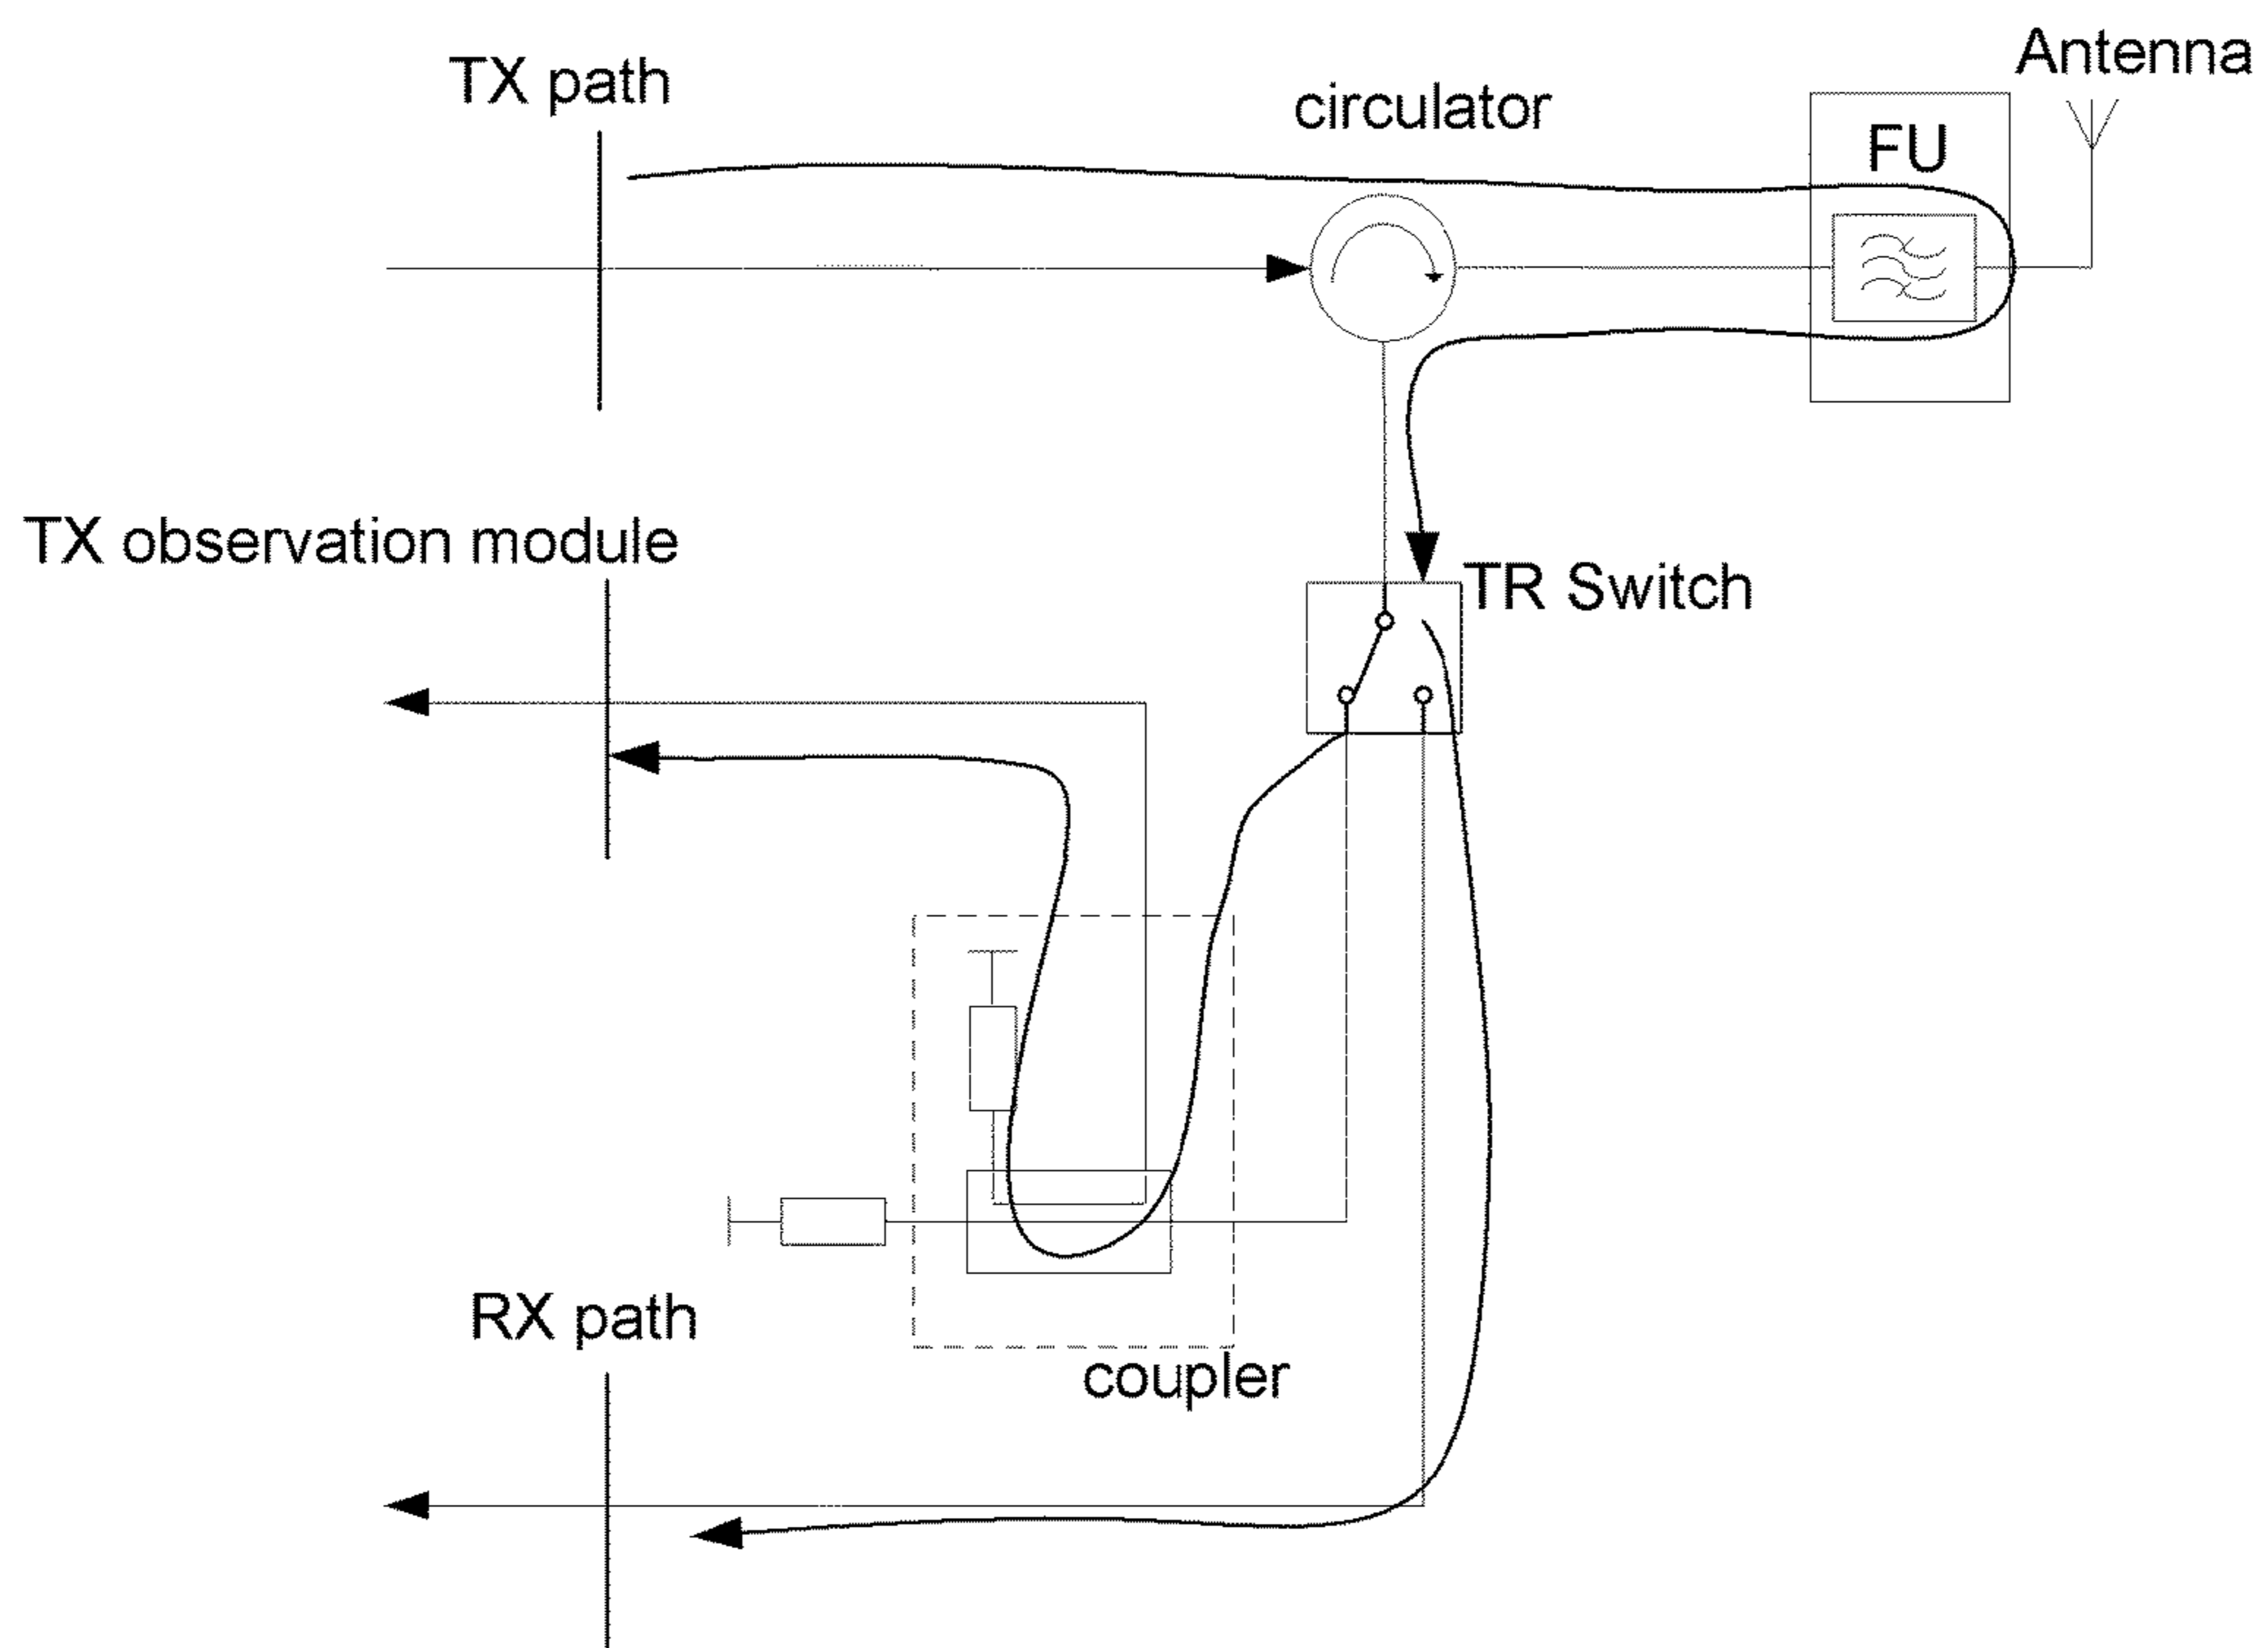 Antenna
TX path
circulator
FU
TX observation module
TR Switch
RX path
coupler